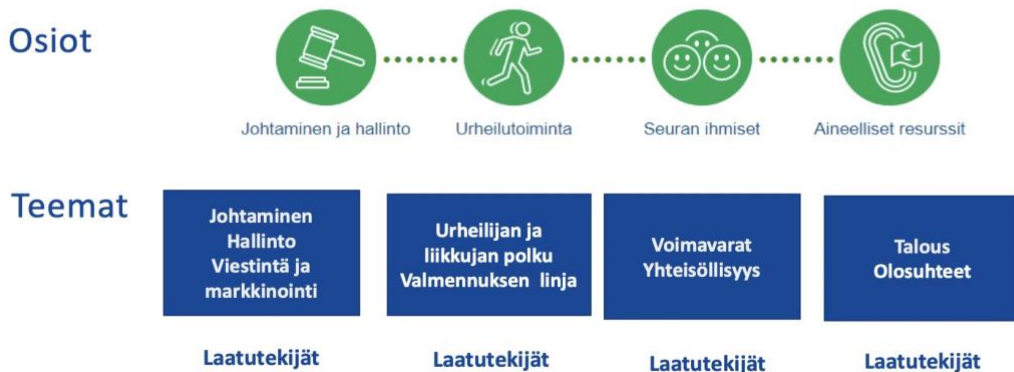 Osiot
€
Johtaminen ja hallinto
Urheilutoiminta
Seuran ihmiset
Aineelliset resurssit
Teemat
Johtaminen
Hallinto
Viestintä ja
markkinointi
Urheilijan ja
liikkujan polku
Valmennuksen linja
Voimavarat
Yhteisöllisyys
Talous
Olosuhteet
Laatutekijät
Laatutekijät
Laatutekijät
Laatutekijät